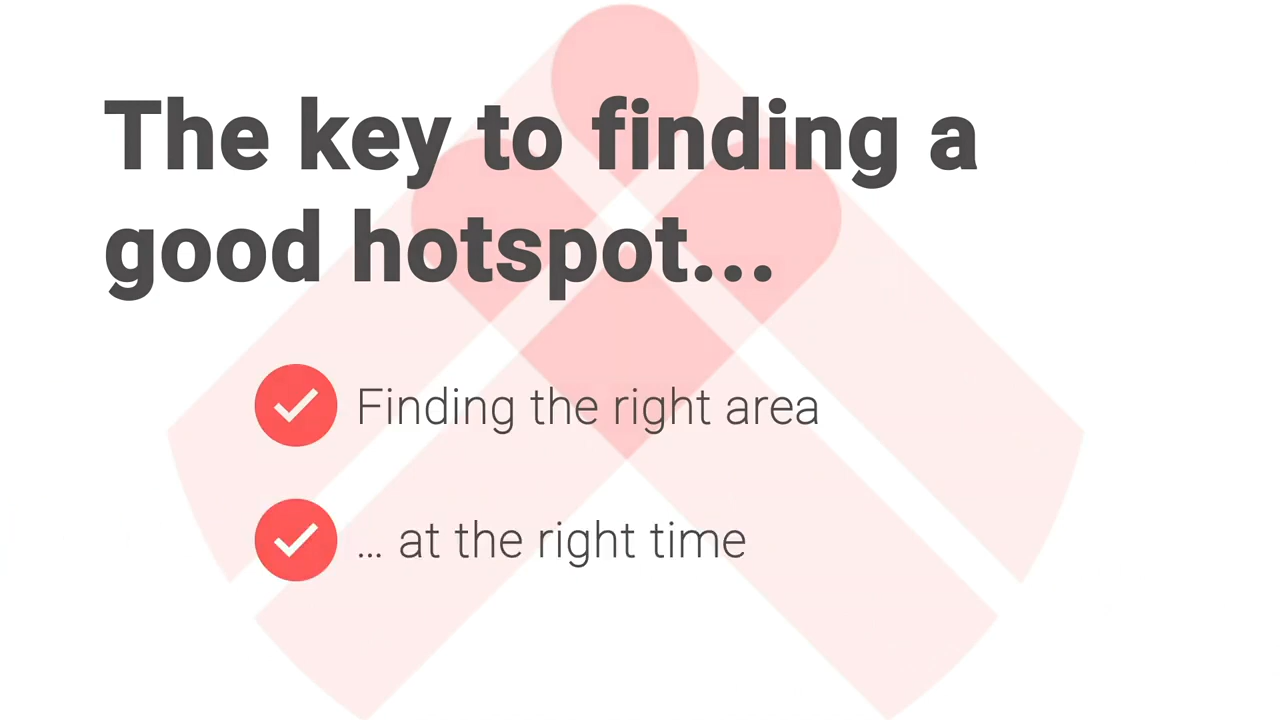 The key to finding a
good hotspot...
Finding the right area
... at the right time